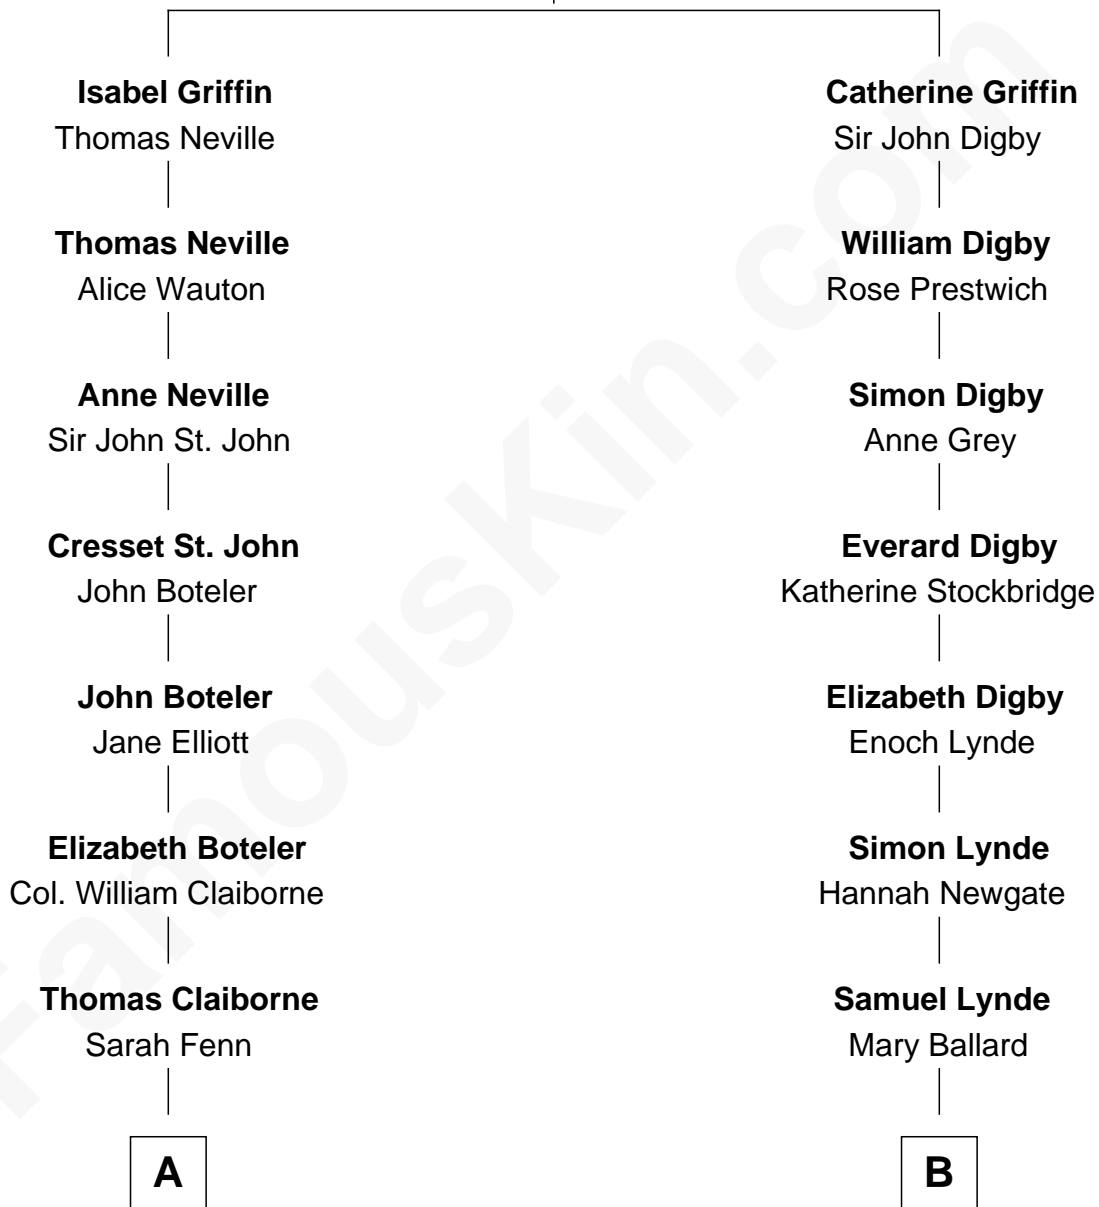 Isabel Griffin
Thomas Neville
Catherine Griffin
Sir John Digby
Thomas Neville
Alice Wauton
William Digby
Rose Prestwich
Anne Neville
Sir John St. John
Simon Digby
Anne Grey
Cresset St. John
John Boteler
Everard Digby
Katherine Stockbridge
John Boteler
Jane Elliott
Elizabeth Digby
Enoch Lynde
Elizabeth Boteler
Col. William Claiborne
Simon Lynde
Hannah Newgate
Thomas Claiborne
Sarah Fenn
Samuel Lynde
Mary Ballard
A
B
FamousKin.com